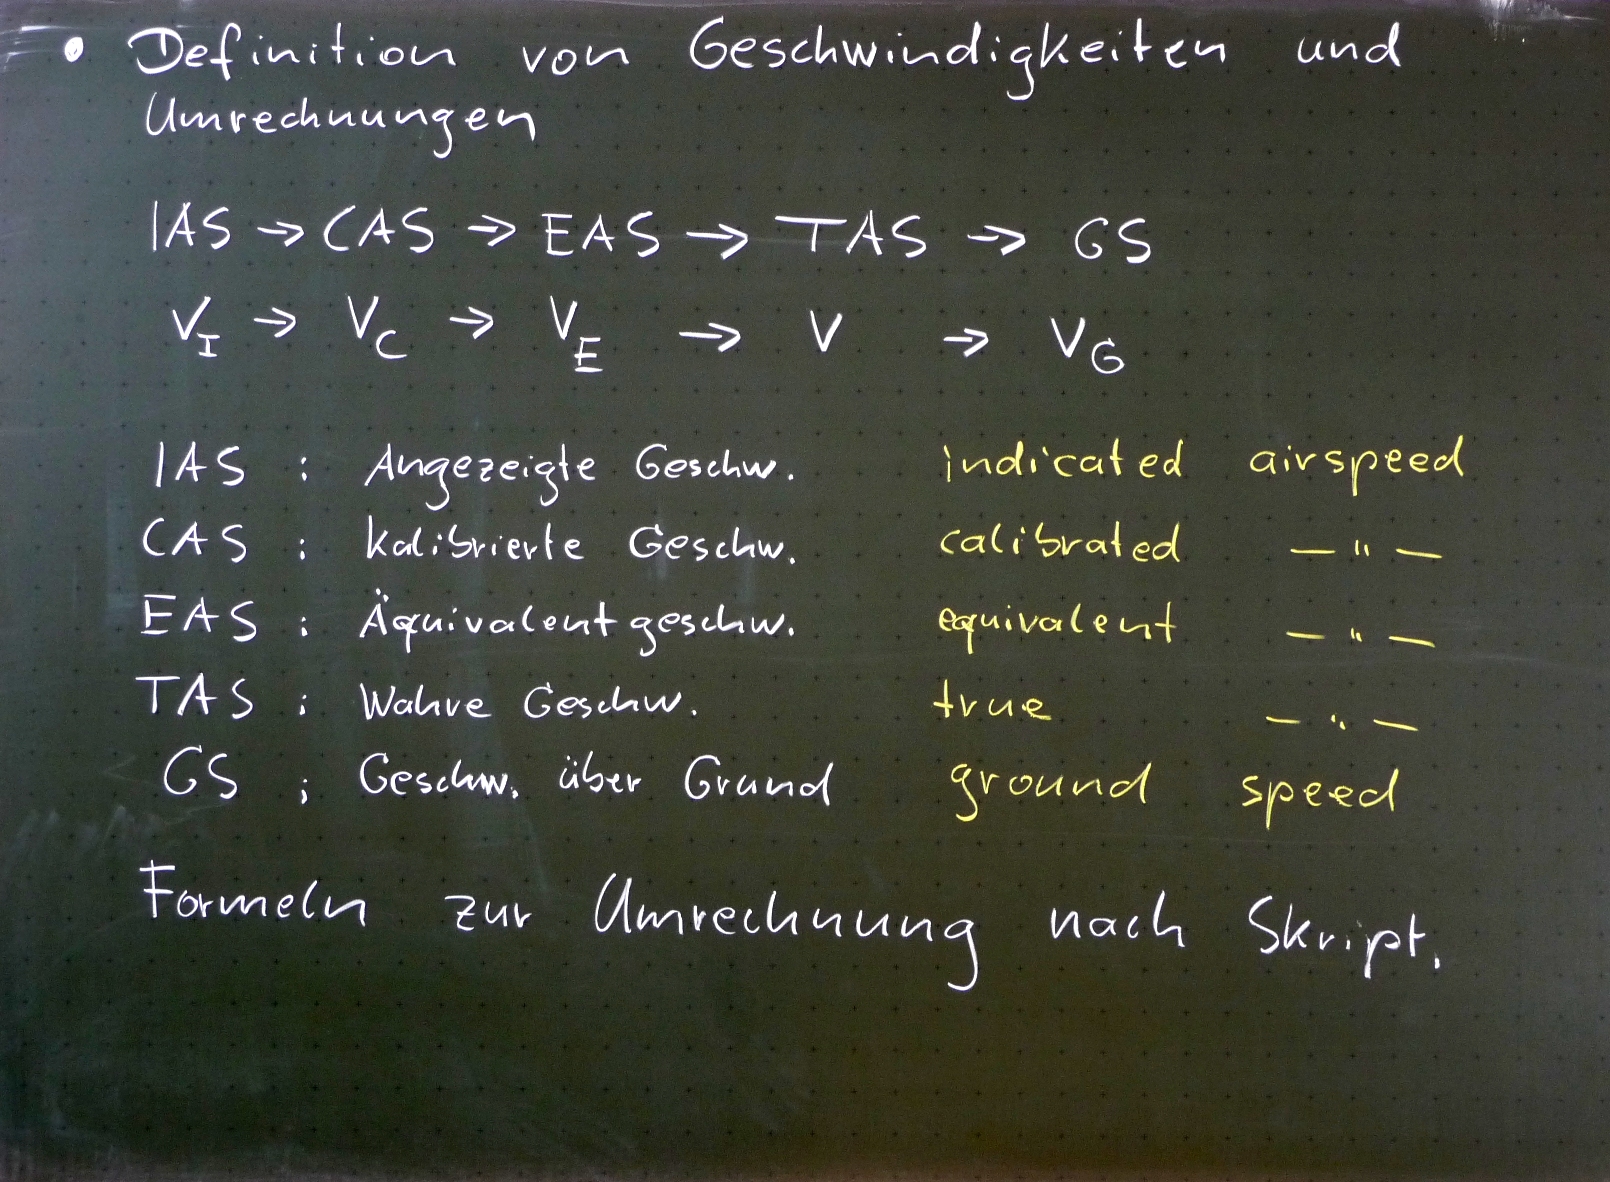 • Definition von Geschwindigkeiten und
Umrechnungen
IAS → CAS → EAS → TAS → GS
V_I → V_C → V_E → V → V_G
IAS : Angezeigte Geschw. indicated airspeed
CAS : kalibrierte Geschw. calibrated — " —
EAS : Äquivalentgeschw. equivalent — " —
TAS : Wahre Geschw. true — " —
GS : Geschw. über Grund ground speed
Formeln zur Umrechnung nach Skript.